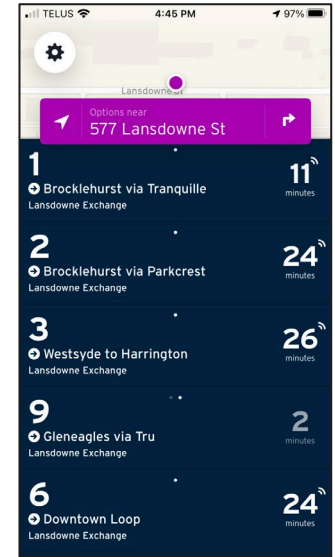 TELUS 4:45 PM 97%
Lansdowne St
Options near
577 Lansdowne St
1
Brocklehurst via Tranquille
Lansdowne Exchange
11
minutes
2
Brocklehurst via Parkcrest
Lansdowne Exchange
24
minutes
3
Westsyde to Harrington
Lansdowne Exchange
26
minutes
9
Gleneagles via Tru
Lansdowne Exchange
2
minutes
6
Downtown Loop
Lansdowne Exchange
24
minutes